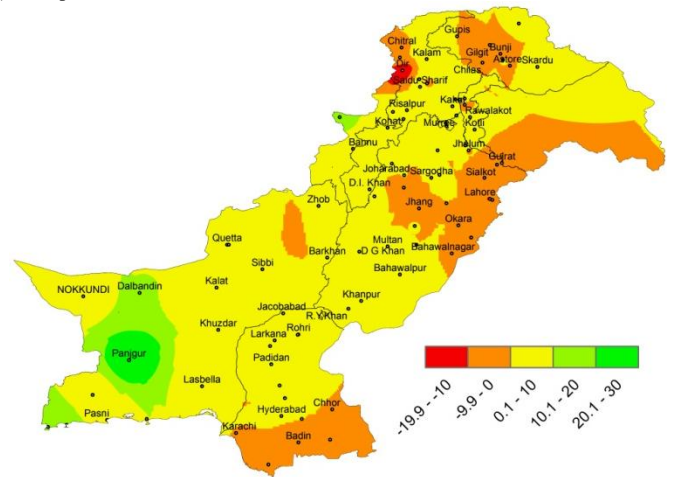 Gupis
Chitral
Bunji
Kalam
Gilgit
Astore
Skardu
Chilas
Saidu Sharif
Kakul
Risalpur
Rawalakot
Kohat
Kotli
Bannu
Jhelum
Gujrat
Joharabad
Sargodha
Sialkot
D.I. Khan
Lahore
Zhob
Jhang
Okara
Quetta
Multan
Barkhan
D G Khan
Bahawalnagar
Sibbi
Bahawalpur
NOKKUNDI
Dalbandin
Kalat
Khanpur
Jacobabad
R.Y.Khan
Khuzdar
Rohri
Larkana
Panjgur
Padidan
Lasbella
Pasni
Hyderabad
Chhor
Karachi
Badin
-19.9 - -10
-9.9 - 0
0.1 - 10
10.1 - 20
20.1 - 30